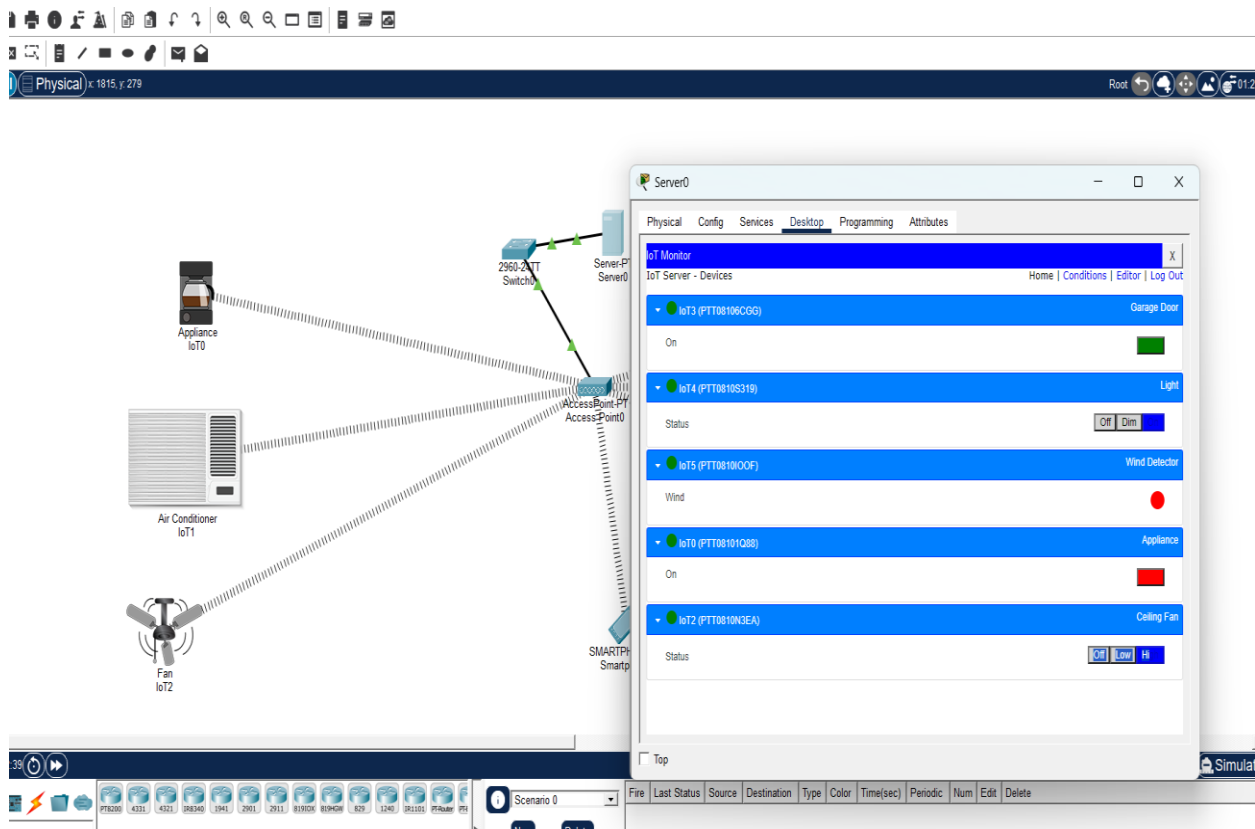 Physical x: 1815, y: 279
Root
Server0
Physical Config Services Desktop Programming Attributes
IoT Monitor X
IoT Server - Devices Home | Conditions | Editor | Log Out
IoT3 (PTT08106CGG) Garage Door
On
IoT4 (PTT0810S319) Light
Status Off Dim
IoT5 (PTT0810IOOF) Wind Detector
Wind
IoT0 (PTT08101Q88) Appliance
On
IoT2 (PTT0810N3EA) Ceiling Fan
Status Off Low Hi
Top
2960-24TT
Switch0
Server-PT
Server0
Appliance
IoT0
AccessPoint-PT
Access Point0
Air Conditioner
IoT1
Fan
IoT2
SMARTPH
Smartp
:39
Simulat
PT8200 4331 4321 IR8340 1941 2901 2911 819IOX 819HGW 829 1240 IR1101 PT-Router
Scenario 0
Fire Last Status Source Destination Type Color Time(sec) Periodic Num Edit Delete